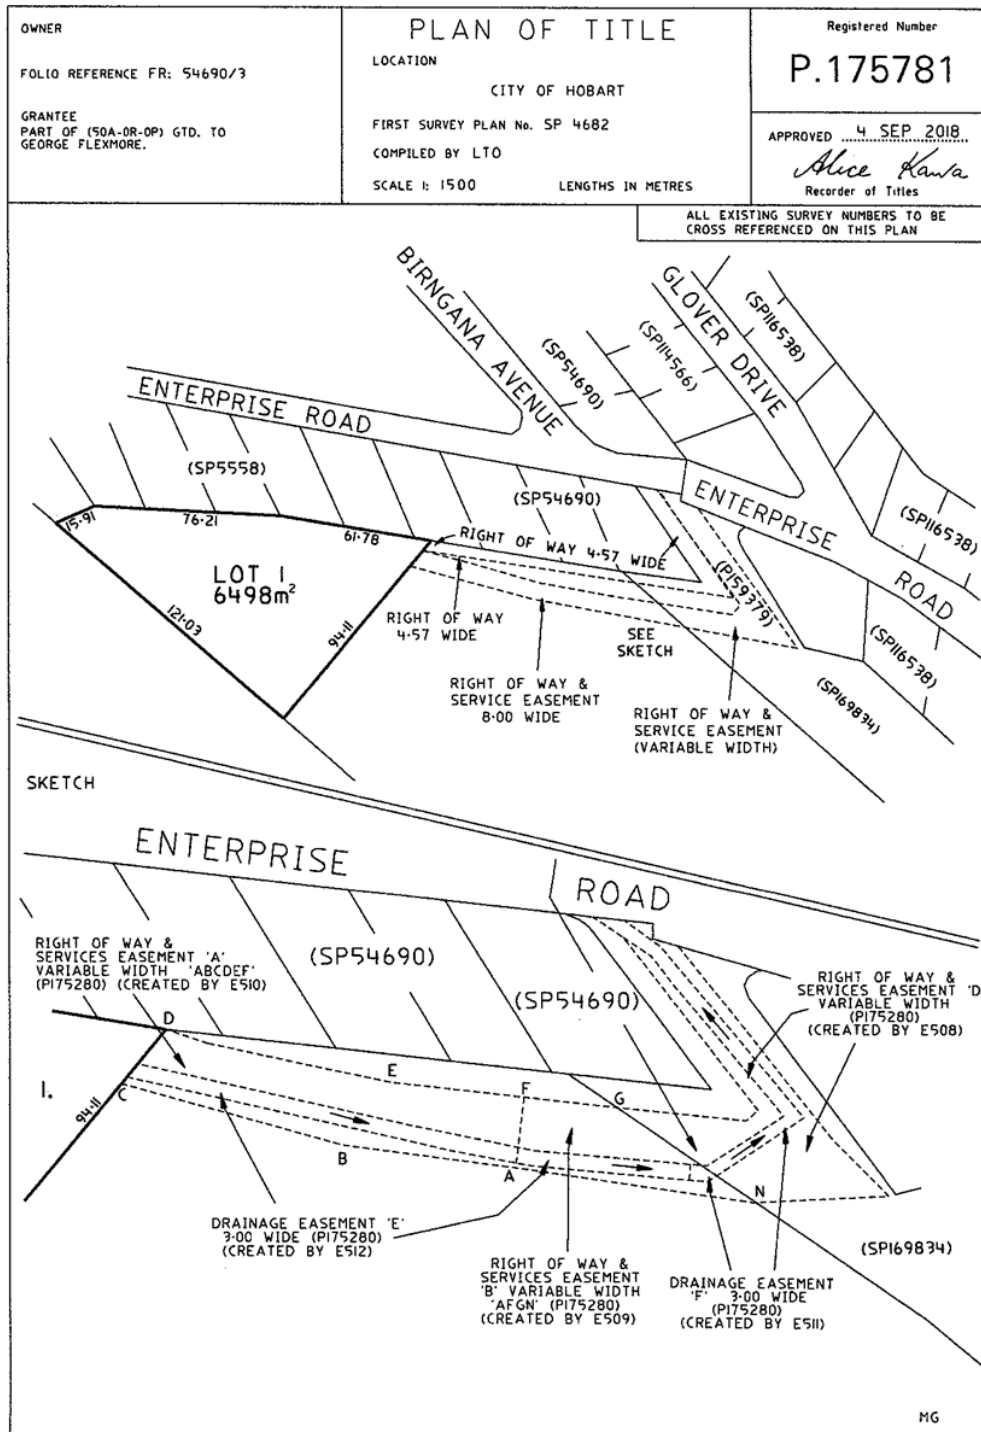 OWNER
FOLIO REFERENCE FR: 54690/3
GRANTEE
PART OF (50A-0R-0P) GTD. TO
GEORGE FLEXMORE.
PLAN OF TITLE
LOCATION
CITY OF HOBART
FIRST SURVEY PLAN No. SP 4682
COMPILED BY LTO
SCALE 1: 1500 LENGTHS IN METRES
Registered Number
P.175781
APPROVED 4 SEP 2018
Alice Kawa
Recorder of Titles
ALL EXISTING SURVEY NUMBERS TO BE
CROSS REFERENCED ON THIS PLAN
BIRNGANA AVENUE
GLOVER DRIVE
(SP116538)
(SP54690)
(SP114566)
ENTERPRISE ROAD
(SP5558)
(SP54690)
ENTERPRISE
ROAD
(SP116538)
15.91
76.21
61.78
RIGHT OF WAY 4.57 WIDE
(P159379)
LOT 1
6498m²
121.03
94.11
RIGHT OF WAY
4.57 WIDE
SEE
SKETCH
(SP116538)
(SP169834)
RIGHT OF WAY &
SERVICE EASEMENT
8.00 WIDE
RIGHT OF WAY &
SERVICE EASEMENT
(VARIABLE WIDTH)
SKETCH
ENTERPRISE
ROAD
RIGHT OF WAY &
SERVICES EASEMENT 'A'
VARIABLE WIDTH 'ABCDEF'
(P175280) (CREATED BY E510)
(SP54690)
(SP54690)
RIGHT OF WAY &
SERVICES EASEMENT 'D'
VARIABLE WIDTH
(P175280)
(CREATED BY E508)
D
E
F
G
1.
94.11
C
B
A
N
DRAINAGE EASEMENT 'E'
3.00 WIDE (P175280)
(CREATED BY E512)
RIGHT OF WAY &
SERVICES EASEMENT
'B' VARIABLE WIDTH
'AFGN' (P175280)
(CREATED BY E509)
DRAINAGE EASEMENT
'F' 3.00 WIDE
(P175280)
(CREATED BY E511)
(SP169834)
MG